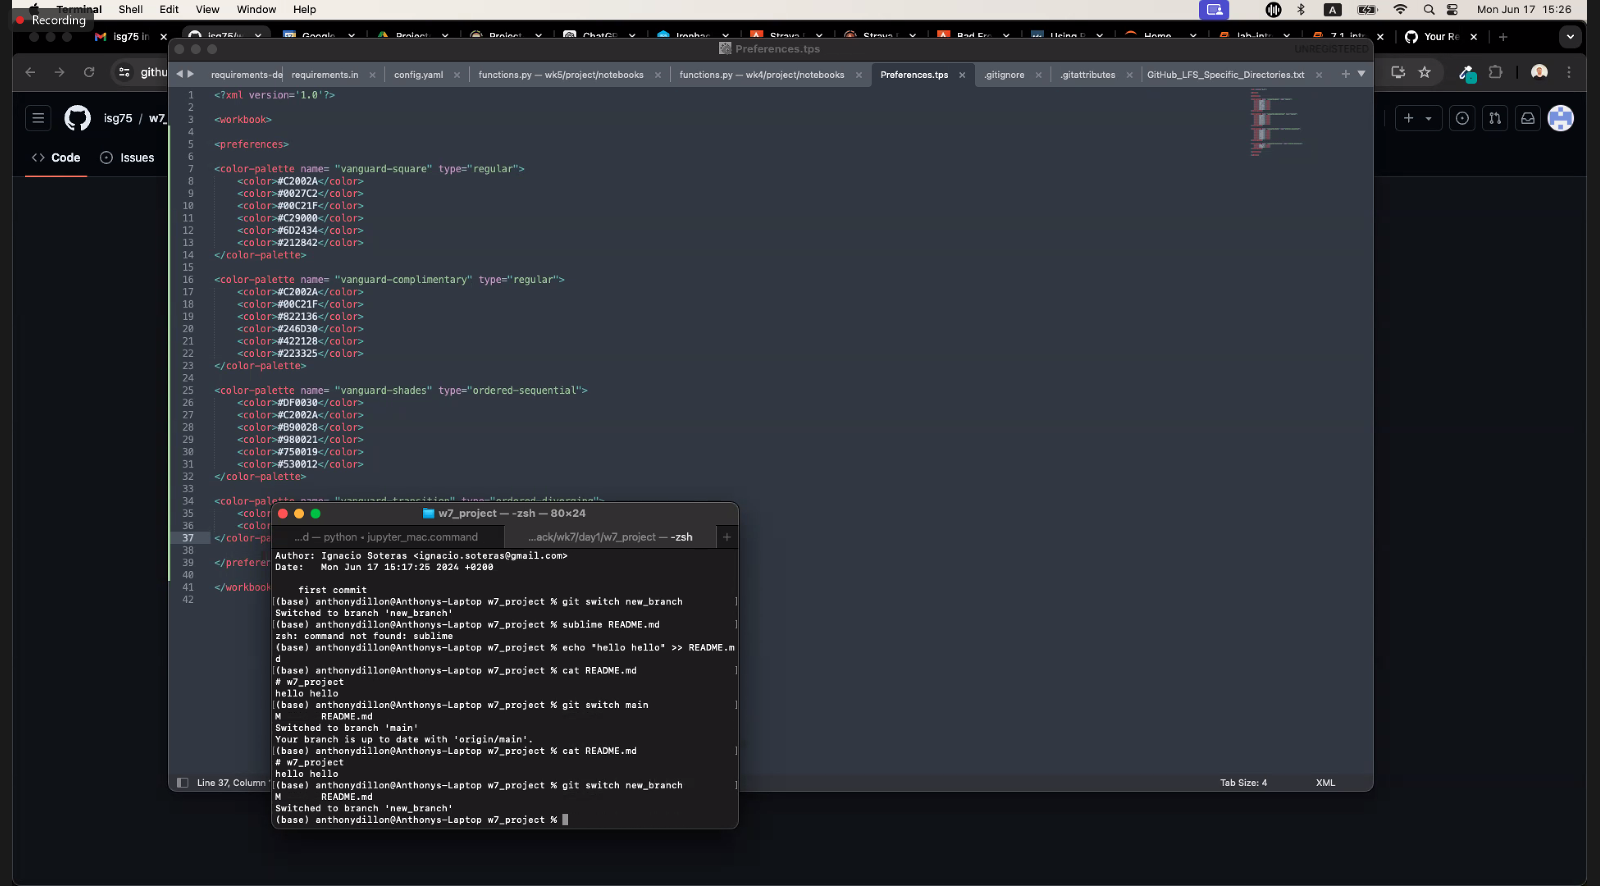 Recording
Terminal Shell Edit View Window Help
A
Mon Jun 17 15:26
isg75 in
isg75/w
Google
Project
Project
ChatGP
Ironhac
Strava
Strava
Bad Fre
Using
Home
lab-intr
7.1_intr
Your Re
githu
Preferences.tps
UNREGISTERED
requirements-de
requirements.in
config.yaml
functions.py — wk5/project/notebooks
functions.py — wk4/project/notebooks
Preferences.tps
.gitignore
.gitattributes
GitHub_LFS_Specific_Directories.txt
isg75 / w7_
Code
Issues
1 <?xml version='1.0'?>
2
3 <workbook>
4
5 <preferences>
6
7 <color-palette name= "vanguard-square" type="regular">
8 <color>#C2002A</color>
9 <color>#0027C2</color>
10 <color>#00C21F</color>
11 <color>#C29000</color>
12 <color>#6D2434</color>
13 <color>#212842</color>
14 </color-palette>
15
16 <color-palette name= "vanguard-complimentary" type="regular">
17 <color>#C2002A</color>
18 <color>#00C21F</color>
19 <color>#822136</color>
20 <color>#246D30</color>
21 <color>#422128</color>
22 <color>#223325</color>
23 </color-palette>
24
25 <color-palette name= "vanguard-shades" type="ordered-sequential">
26 <color>#DF0030</color>
27 <color>#C2002A</color>
28 <color>#B90028</color>
29 <color>#980021</color>
30 <color>#750019</color>
31 <color>#530012</color>
32 </color-palette>
33
34 <color-palette name= "vanguard-transition" type="ordered-diverging">
35 <colo
36 <colo
37 </color-pa
38
39 </prefere
40
41 </workboo
42
w7_project — -zsh — 80×24
...d — python • jupyter_mac.command
...ack/wk7/day1/w7_project — -zsh
Author: Ignacio Soteras <ignacio.soteras@gmail.com>
Date: Mon Jun 17 15:17:25 2024 +0200
first commit
[(base) anthonydillon@Anthonys-Laptop w7_project % git switch new_branch ]
Switched to branch 'new_branch'
[(base) anthonydillon@Anthonys-Laptop w7_project % sublime README.md ]
zsh: command not found: sublime
(base) anthonydillon@Anthonys-Laptop w7_project % echo "hello hello" >> README.m
d
[(base) anthonydillon@Anthonys-Laptop w7_project % cat README.md ]
# w7_project
hello hello
[(base) anthonydillon@Anthonys-Laptop w7_project % git switch main ]
M README.md
Switched to branch 'main'
Your branch is up to date with 'origin/main'.
[(base) anthonydillon@Anthonys-Laptop w7_project % cat README.md ]
# w7_project
hello hello
[(base) anthonydillon@Anthonys-Laptop w7_project % git switch new_branch ]
M README.md
Switched to branch 'new_branch'
(base) anthonydillon@Anthonys-Laptop w7_project %
Line 37, Column
Tab Size: 4
XML